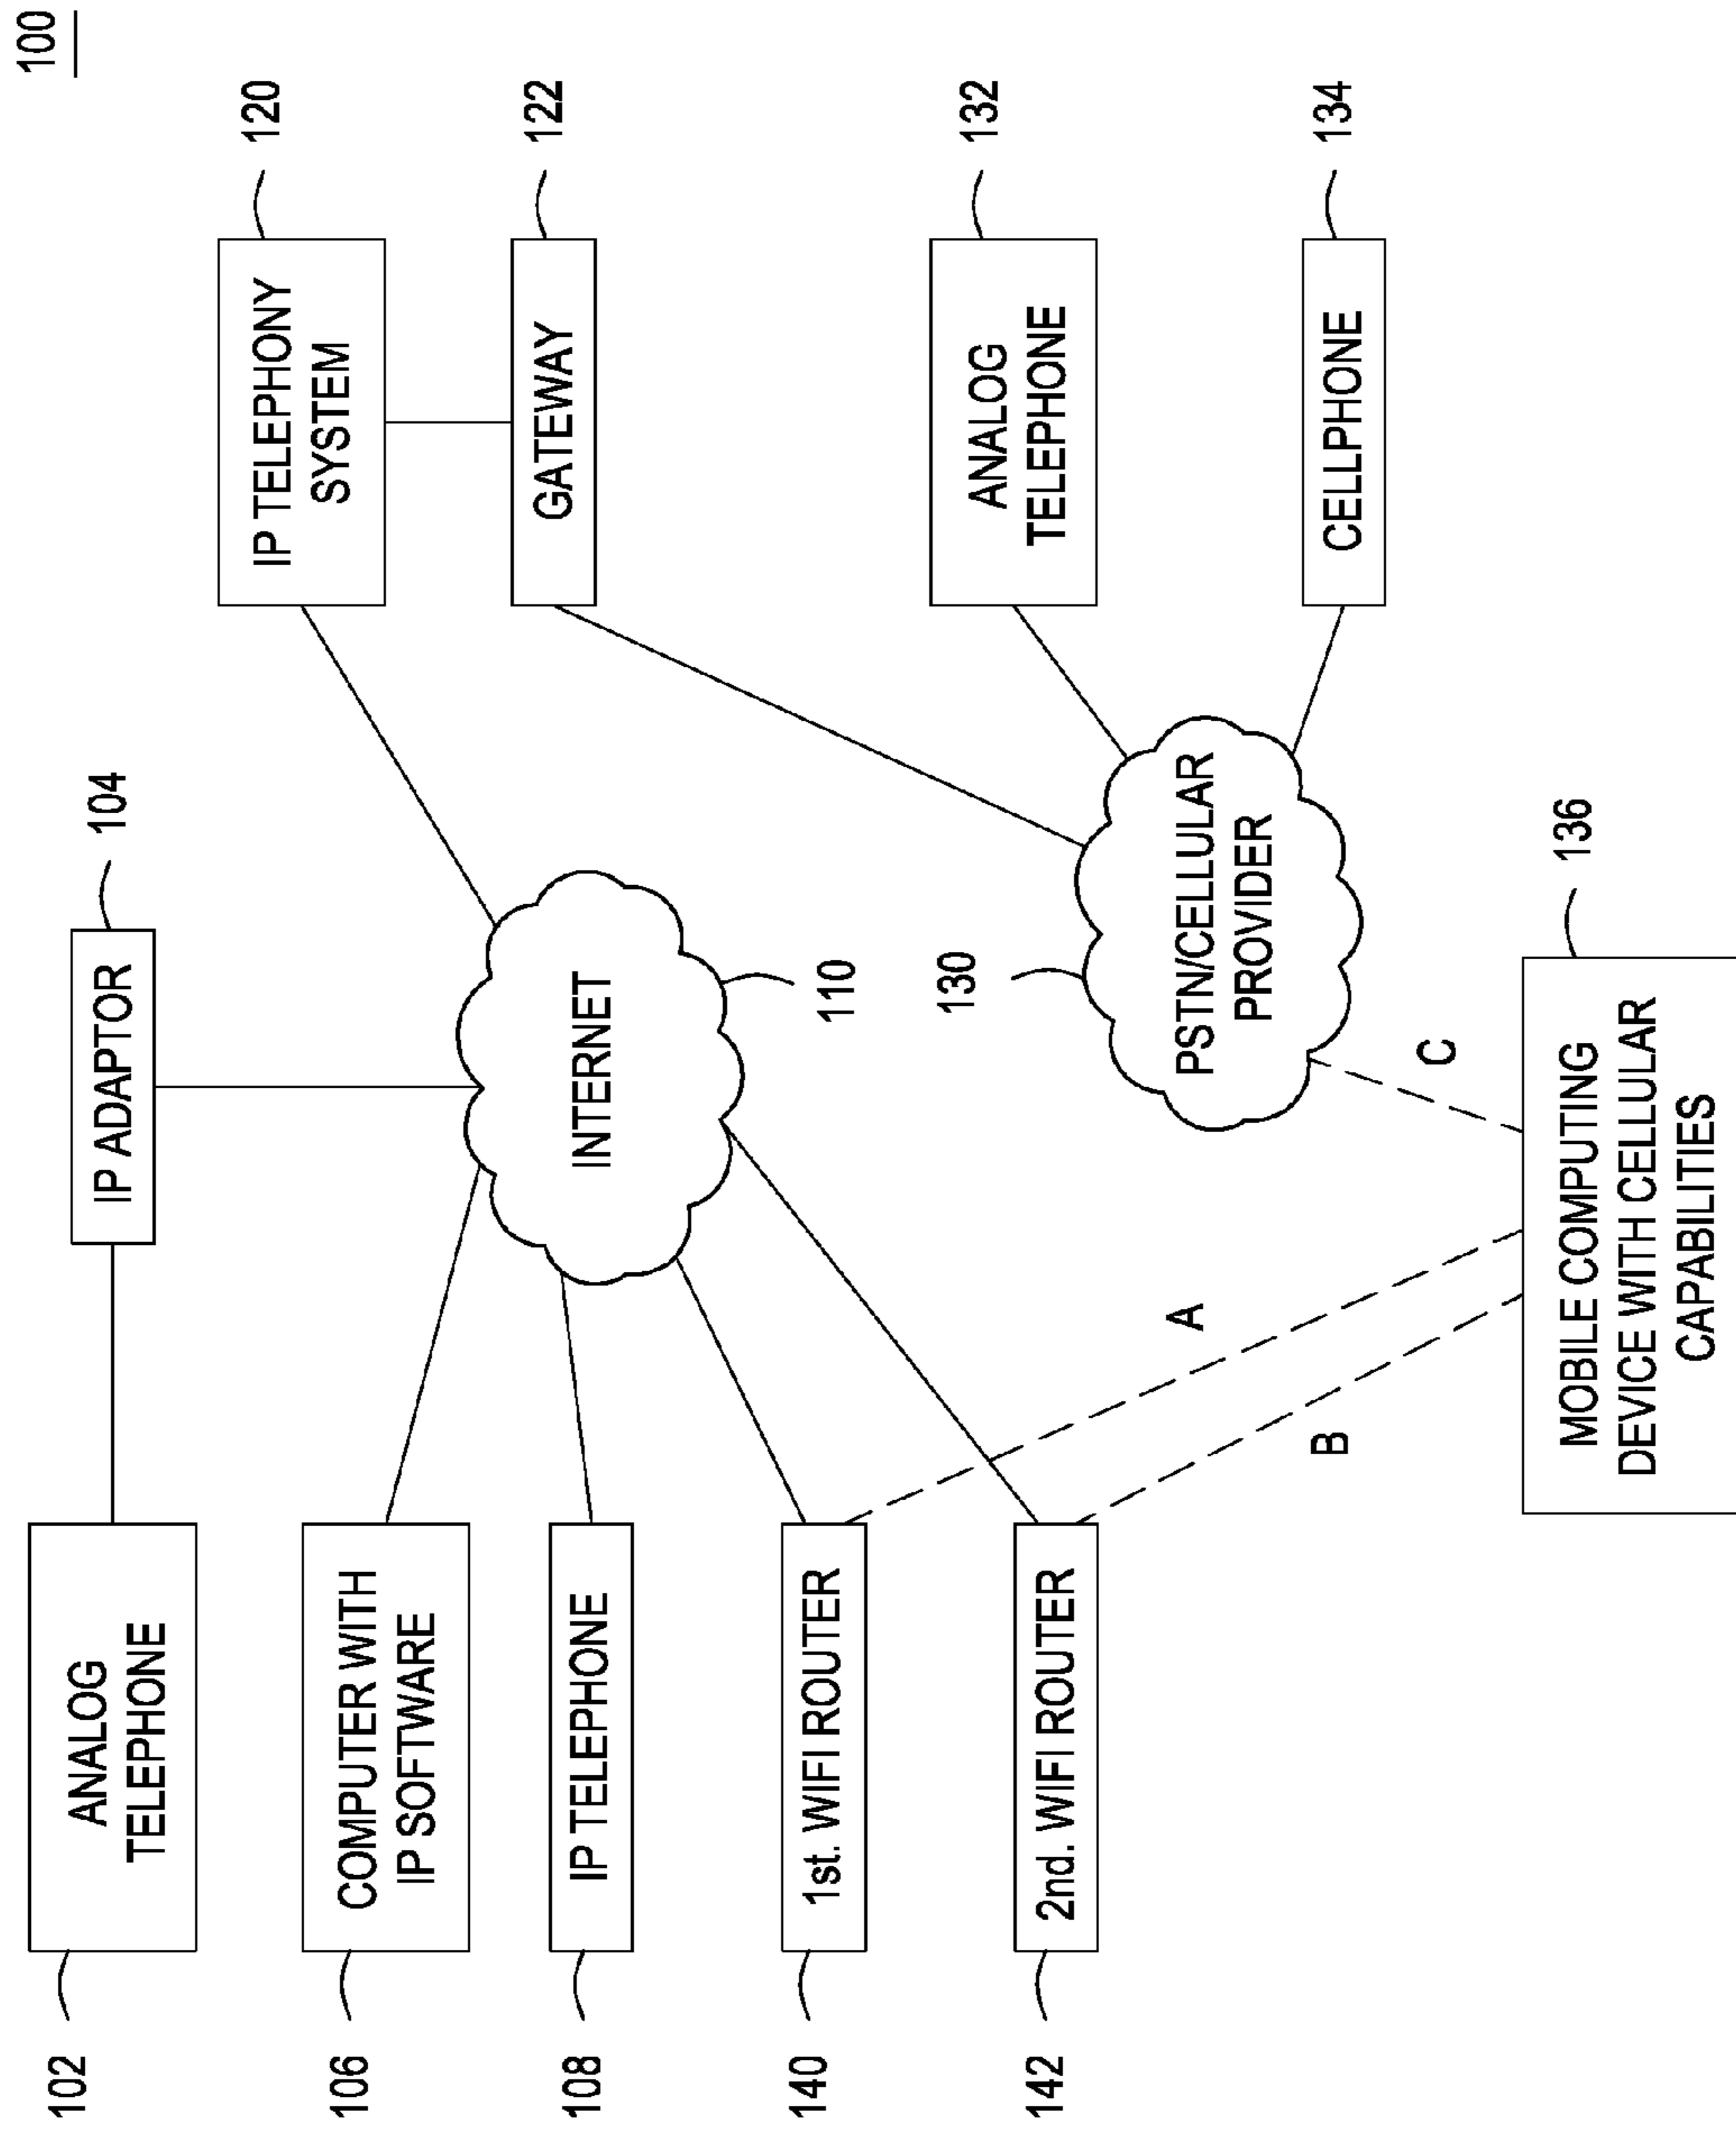 100
102
ANALOG
TELEPHONE
IP ADAPTOR
104
IP TELEPHONY
SYSTEM
120
106
COMPUTER WITH
IP SOFTWARE
INTERNET
110
GATEWAY
122
108
IP TELEPHONE
140
1st. WIFI ROUTER
142
2nd. WIFI ROUTER
130
PSTN/CELLULAR
PROVIDER
ANALOG
TELEPHONE
132
CELLPHONE
134
A
B
C
MOBILE COMPUTING
DEVICE WITH CELLULAR
CAPABILITIES
136